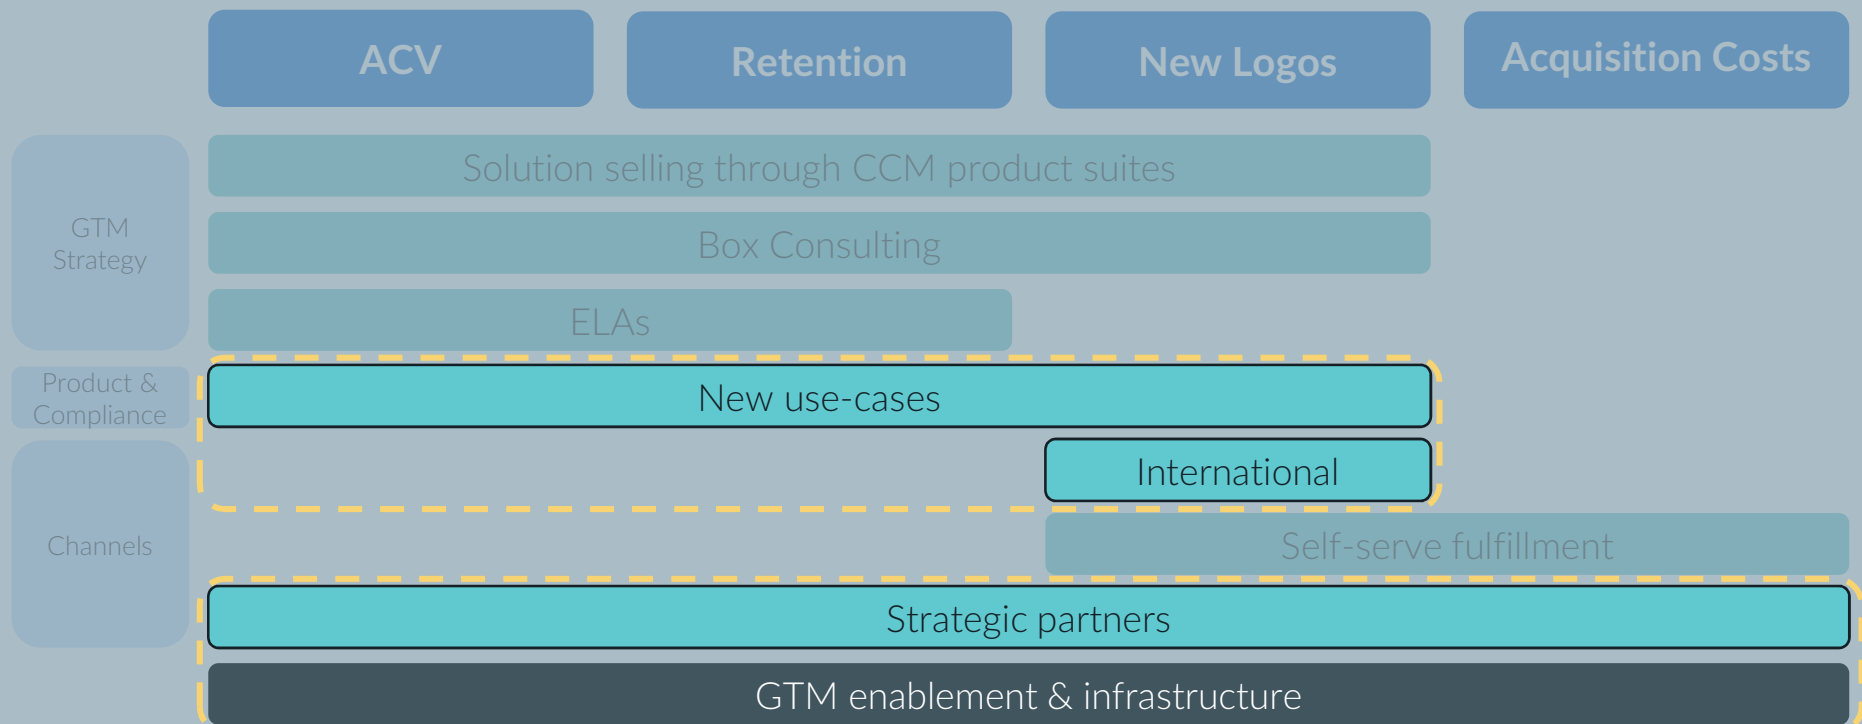 ACV
Retention
New Logos
Acquisition Costs
GTM
Strategy
Solution selling through CCM product suites
Box Consulting
ELAs
Product &
Compliance
New use-cases
Channels
International
Self-serve fulfillment
Strategic partners
GTM enablement & infrastructure